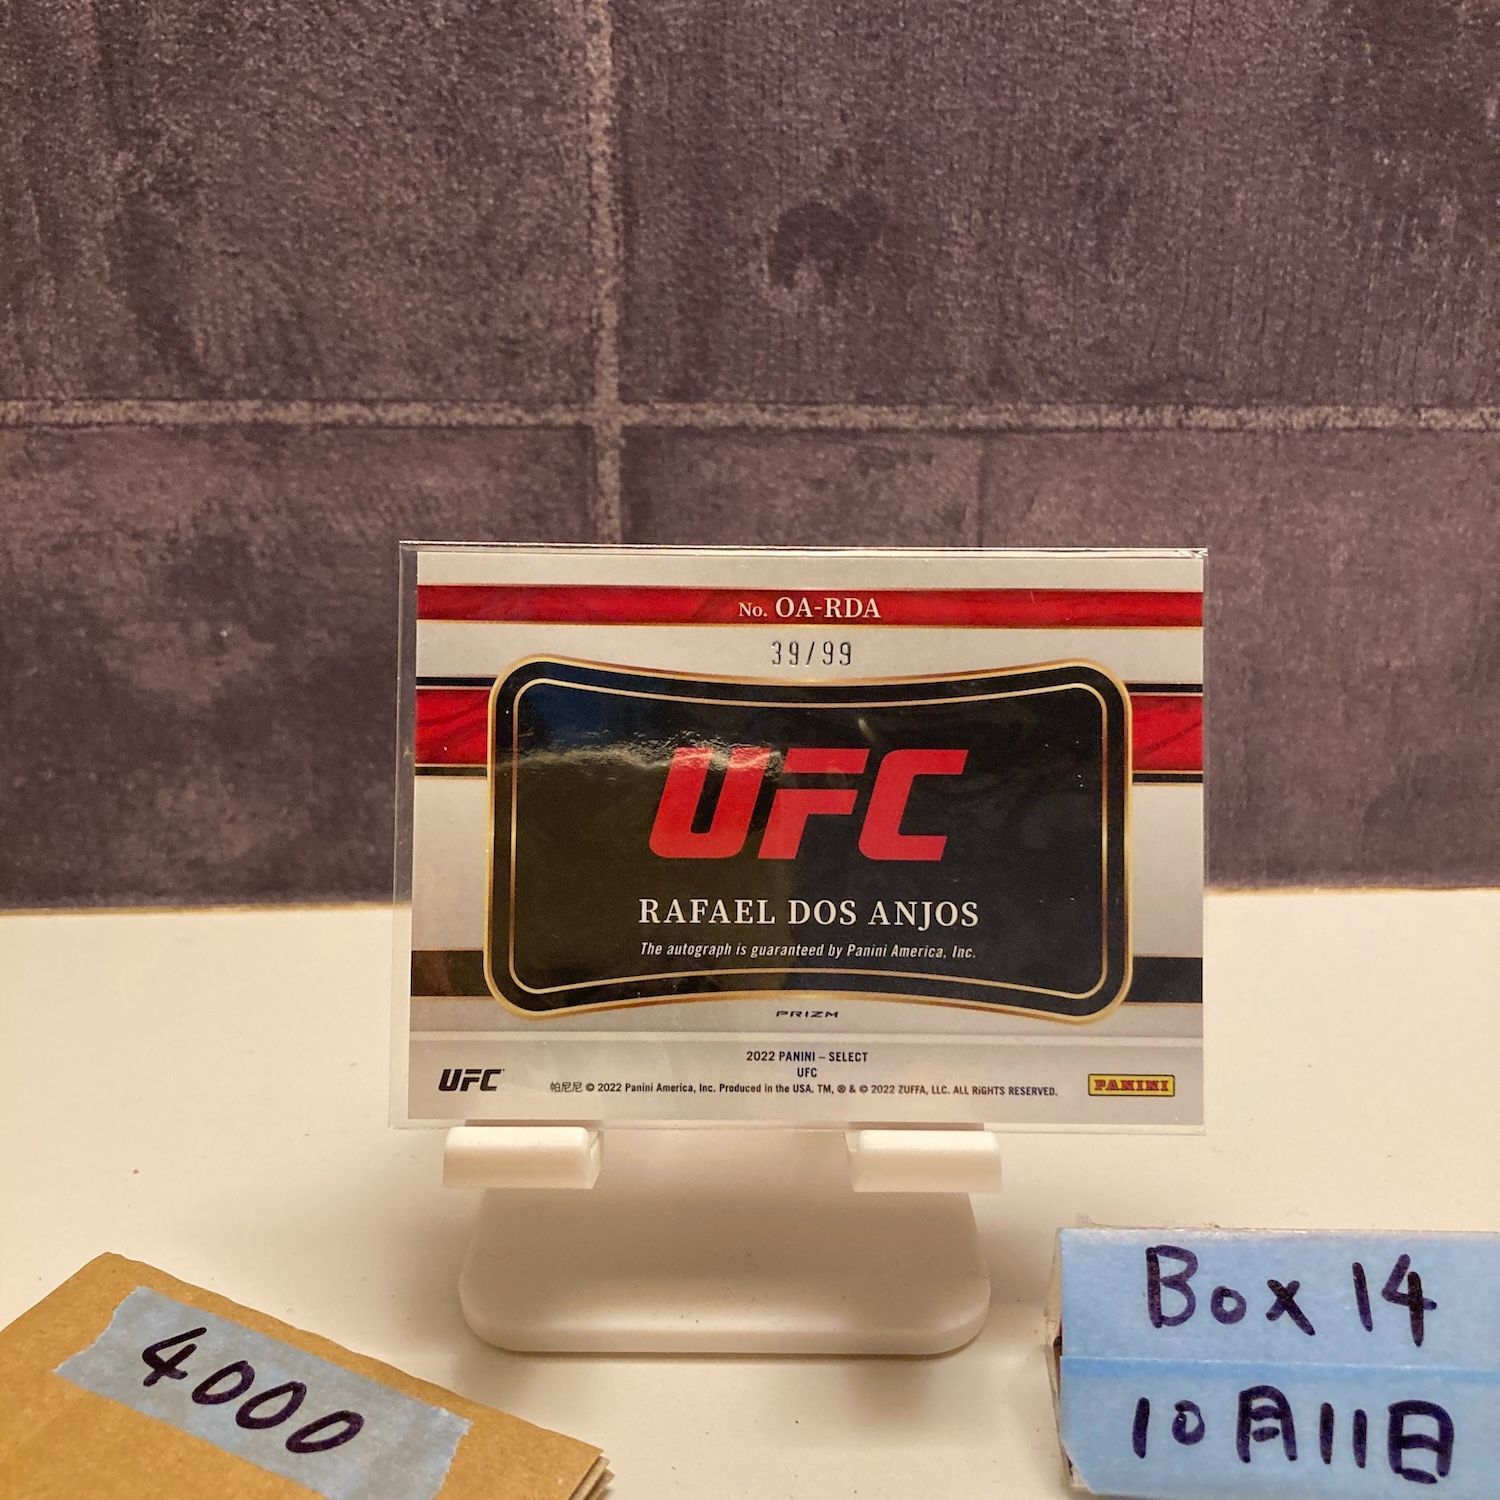 No. OA-RDA
39/99
UFC
RAFAEL DOS ANJOS
The autograph is guaranteed by Panini America, Inc.
PRIZM
2022 PANINI – SELECT
UFC
UFC
帕尼尼 © 2022 Panini America, Inc. Produced in the USA. TM, ® & © 2022 ZUFFA, LLC. ALL RIGHTS RESERVED.
PANINI
4000
Box 14
10月11日